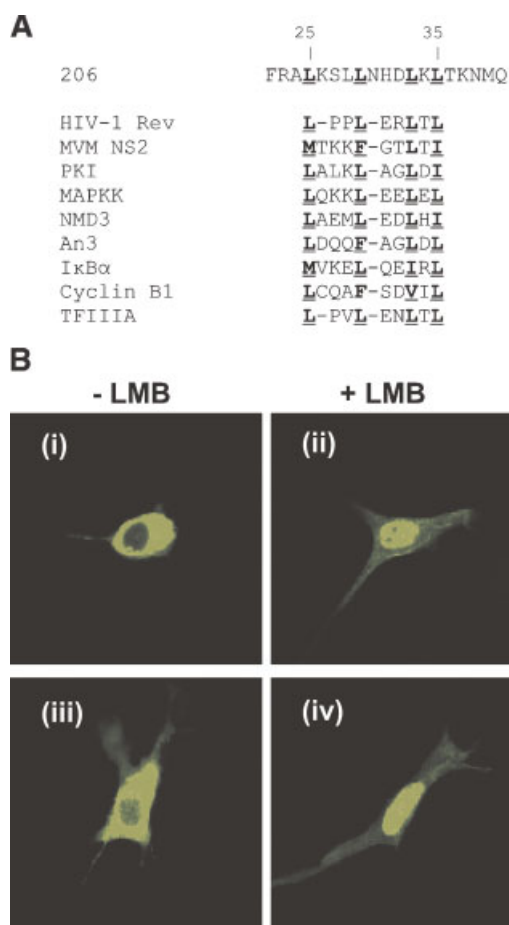 A
25 35
206 FRALKSLLNHDLKLTKNMQ
HIV-1 Rev L-PPL-ERLTL
MVM NS2 MTKKF-GTLTI
PKI LALKL-AGLDI
MAPKK LQKKL-EELEL
NMD3 LAEML-EDLHI
An3 LDQQF-AGLDL
IκBα MVKEL-QEIRL
Cyclin B1 LCQAF-SDVIL
TFIIIA L-PVL-ENLTL
B
- LMB + LMB
(i) (ii)
(iii) (iv)